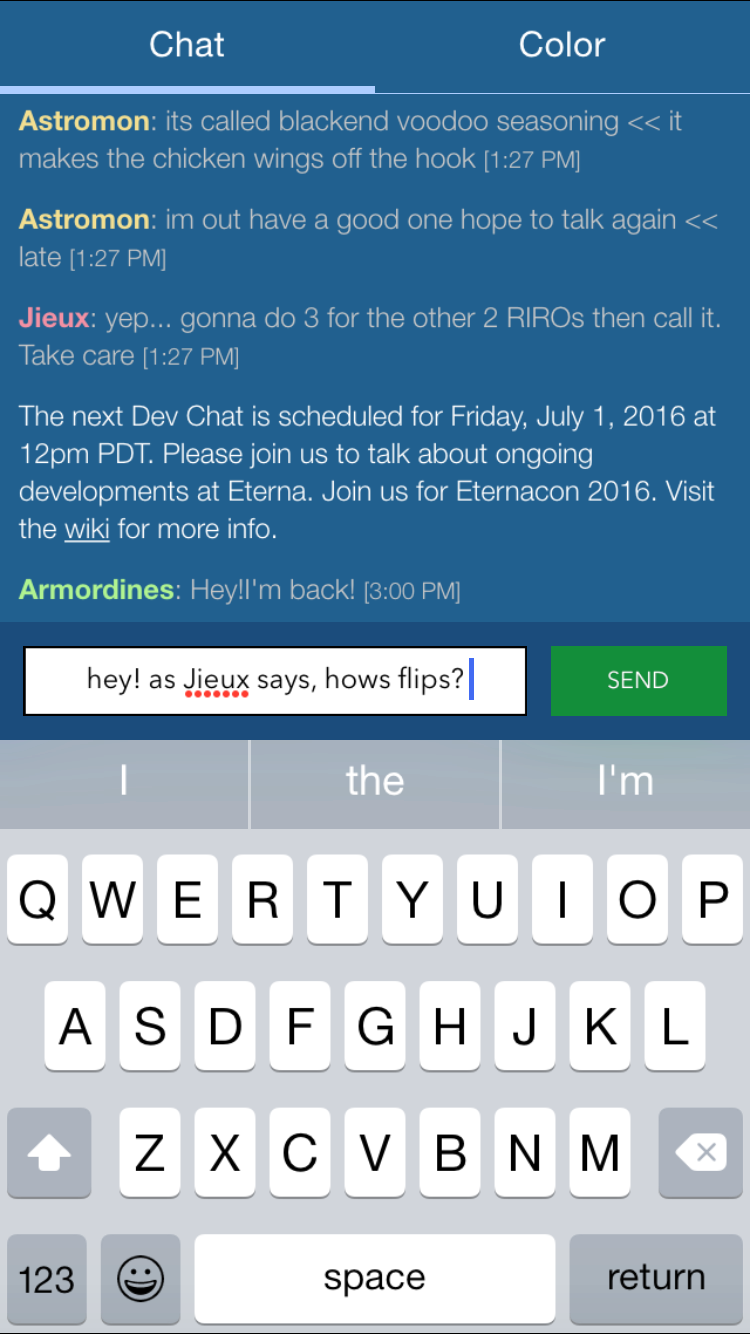 Chat
Color
Astromon: its called blackend voodoo seasoning << it
makes the chicken wings off the hook [1:27 PM]
Astromon: im out have a good one hope to talk again <<
late [1:27 PM]
Jieux: yep... gonna do 3 for the other 2 RIROs then call it.
Take care [1:27 PM]
The next Dev Chat is scheduled for Friday, July 1, 2016 at
12pm PDT. Please join us to talk about ongoing
developments at Eterna. Join us for Eternacon 2016. Visit
the wiki for more info.
Armordines: Hey!I'm back! [3:00 PM]
hey! as Jieux says, hows flips?
SEND
I the I'm
Q W E R T Y U I O P
A S D F G H J K L
Z X C V B N M
123 space return